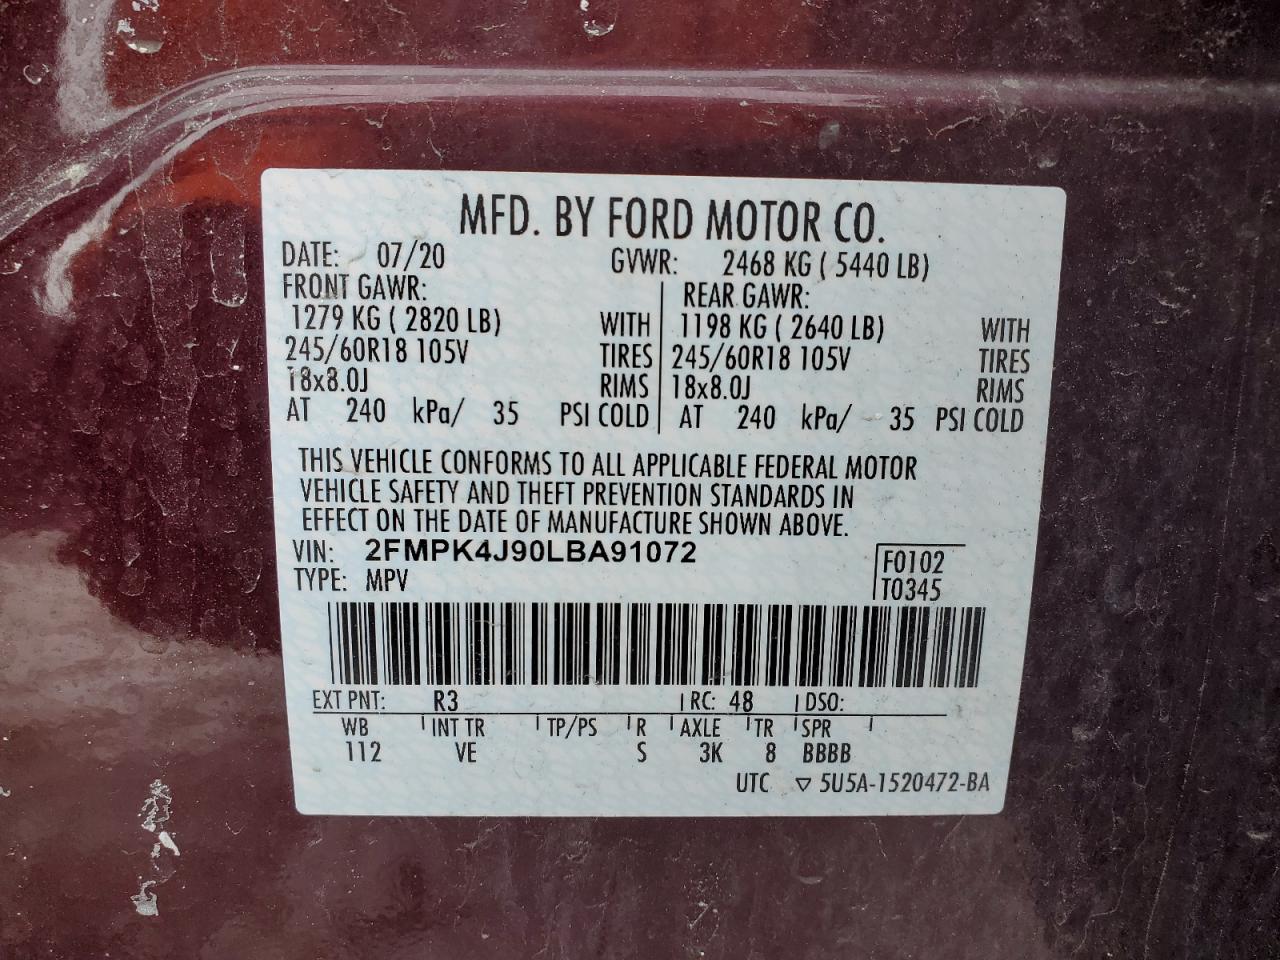 MFD. BY FORD MOTOR CO.
DATE: 07/20 GVWR: 2468 KG ( 5440 LB)
FRONT GAWR: REAR GAWR:
1279 KG ( 2820 LB) WITH 1198 KG ( 2640 LB) WITH
245/60R18 105V TIRES 245/60R18 105V TIRES
18x8.0J RIMS 18x8.0J RIMS
AT 240 kPa/ 35 PSI COLD AT 240 kPa/ 35 PSI COLD
THIS VEHICLE CONFORMS TO ALL APPLICABLE FEDERAL MOTOR
VEHICLE SAFETY AND THEFT PREVENTION STANDARDS IN
EFFECT ON THE DATE OF MANUFACTURE SHOWN ABOVE.
VIN: 2FMPK4J90LBA91072 F0102
TYPE: MPV T0345
EXT PNT: R3 RC: 48 DSO:
WB INT TR TP/PS R AXLE TR SPR
112 VE S 3K 8 BBBB
UTC ▽ 5U5A-1520472-BA